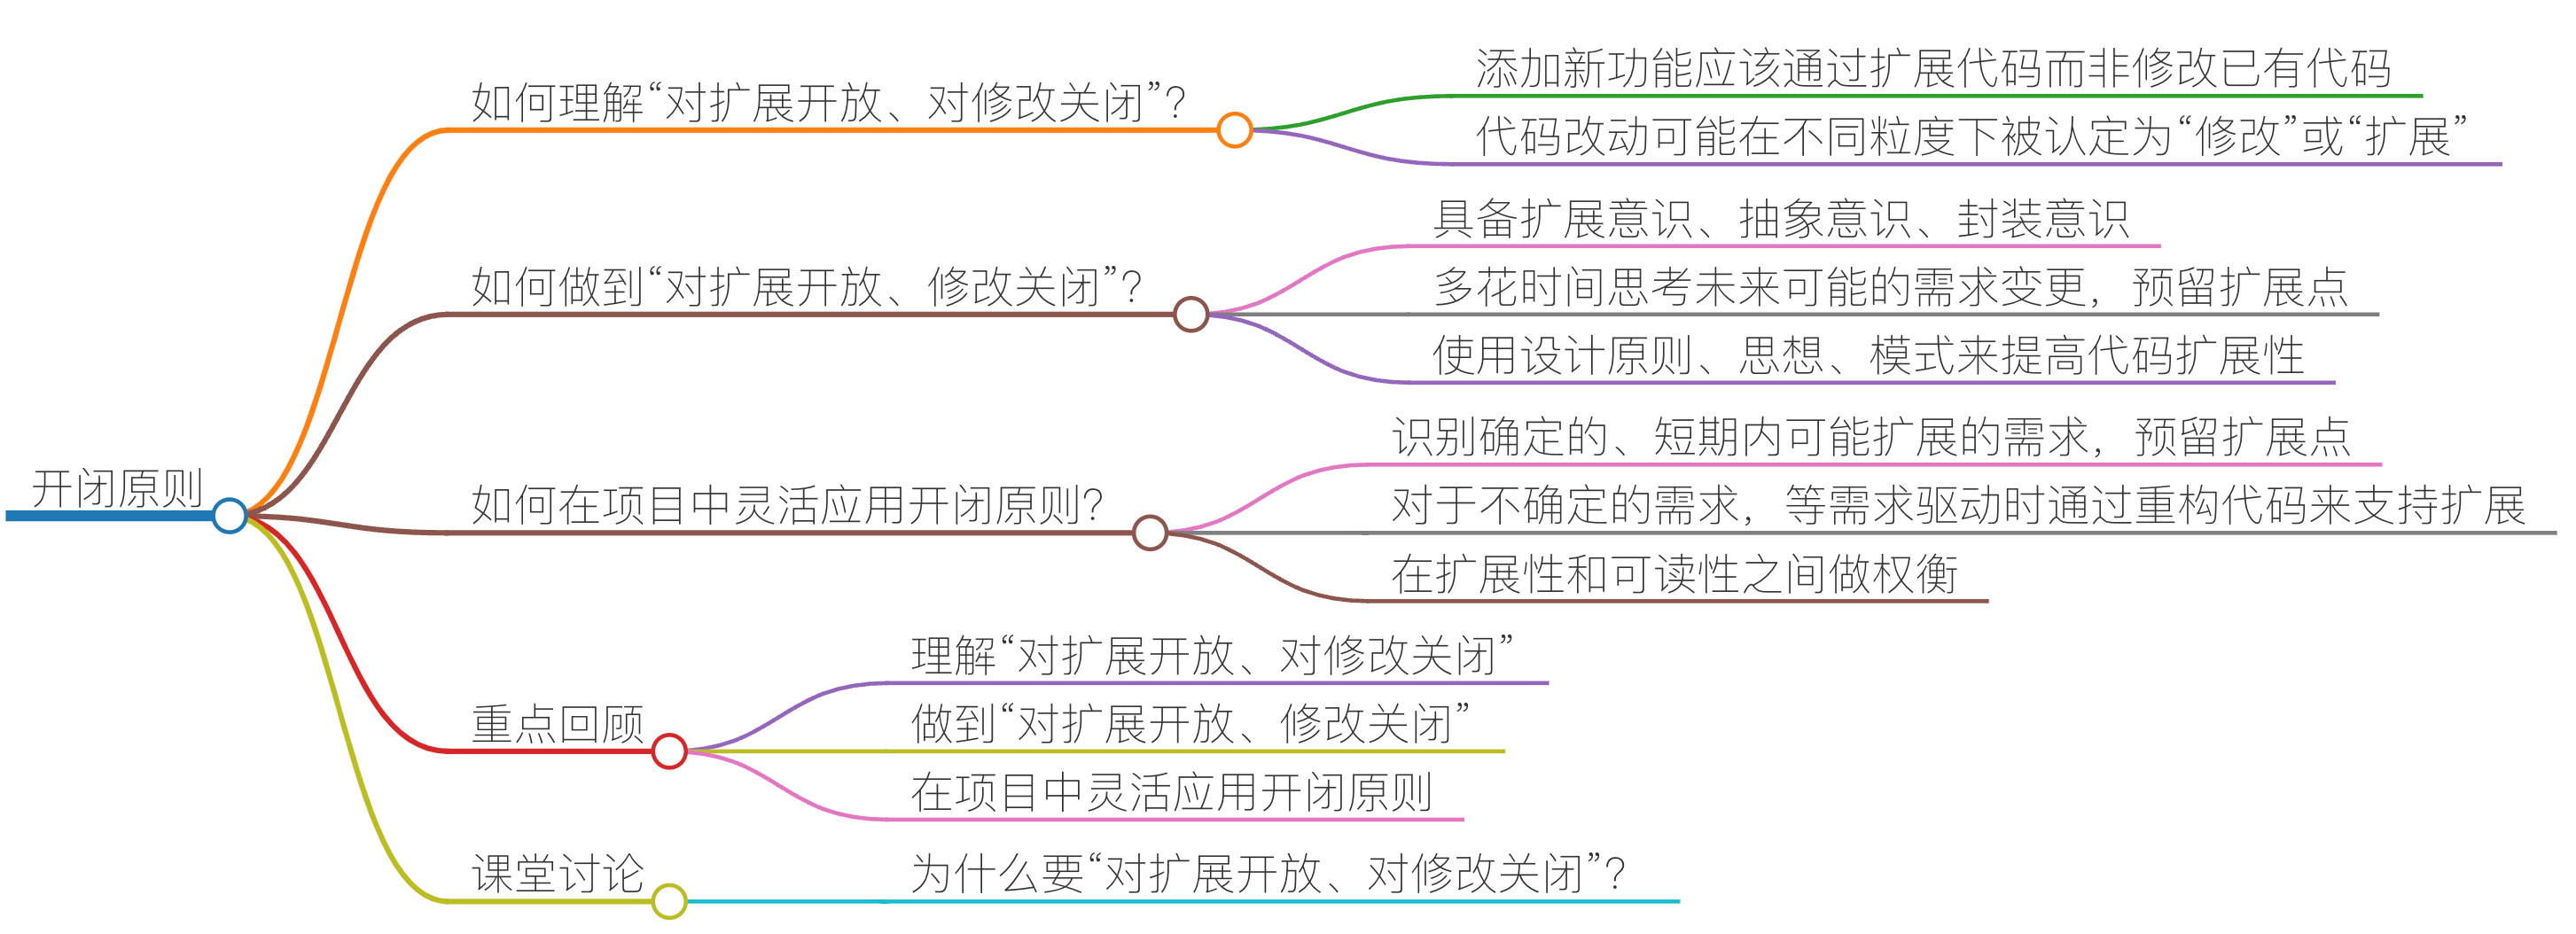 开闭原则
如何理解“对扩展开放、对修改关闭”?
添加新功能应该通过扩展代码而非修改已有代码
代码改动可能在不同粒度下被认定为“修改”或“扩展”
如何做到“对扩展开放、修改关闭”?
具备扩展意识、抽象意识、封装意识
多花时间思考未来可能的需求变更，预留扩展点
使用设计原则、思想、模式来提高代码扩展性
如何在项目中灵活应用开闭原则?
识别确定的、短期内可能扩展的需求，预留扩展点
对于不确定的需求，等需求驱动时通过重构代码来支持扩展
在扩展性和可读性之间做权衡
重点回顾
理解“对扩展开放、对修改关闭”
做到“对扩展开放、修改关闭”
在项目中灵活应用开闭原则
课堂讨论
为什么要“对扩展开放、对修改关闭”?